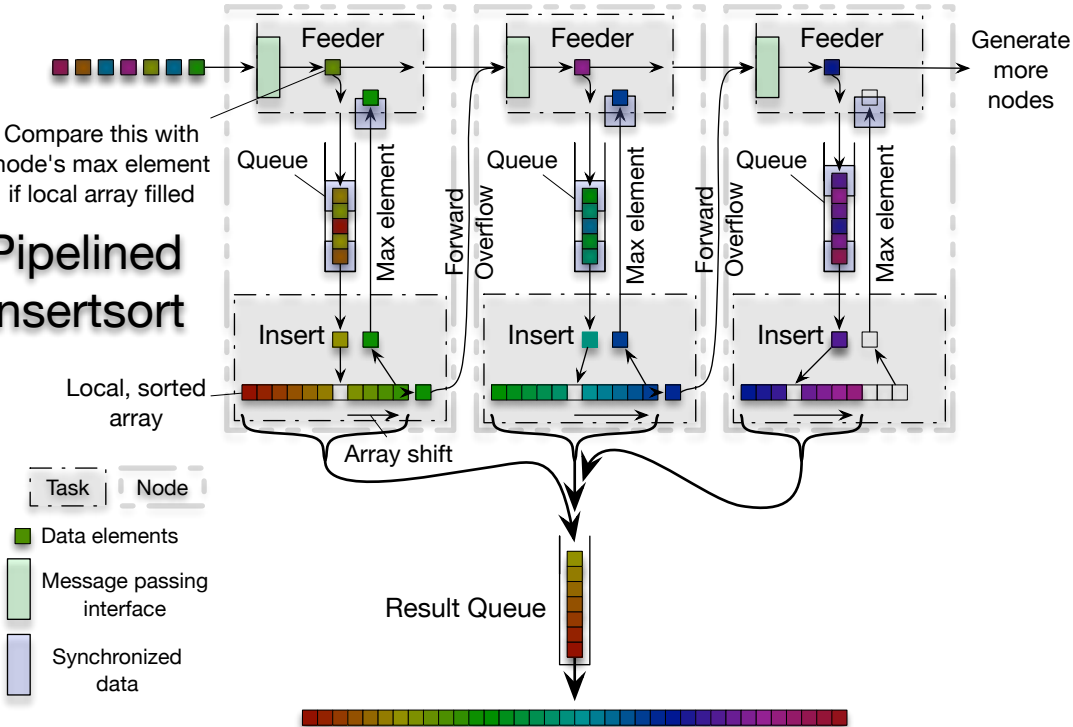 Feeder
Feeder
Feeder
Generate
more
nodes
Compare this with
node's max element
if local array filled
Queue
Max element
Forward
Overflow
Queue
Max element
Forward
Overflow
Queue
Max element
Pipelined
Insertsort
Insert
Insert
Insert
Local, sorted
array
Array shift
Task
Node
Data elements
Message passing
interface
Synchronized
data
Result Queue